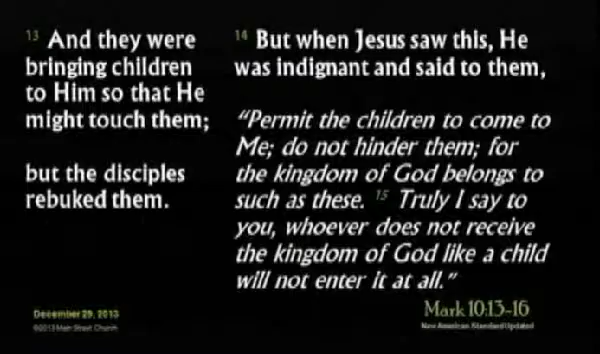 13 And they were
bringing children
to Him so that He
might touch them;
but the disciples
rebuked them.
14 But when Jesus saw this, He
was indignant and said to them,
“Permit the children to come to
Me; do not hinder them; for
the kingdom of God belongs to
such as these. 15 Truly I say to
you, whoever does not receive
the kingdom of God like a child
will not enter it at all.”
December 29, 2013
©2013 Main Street Church
Mark 10:13-16
New American Standard Updated